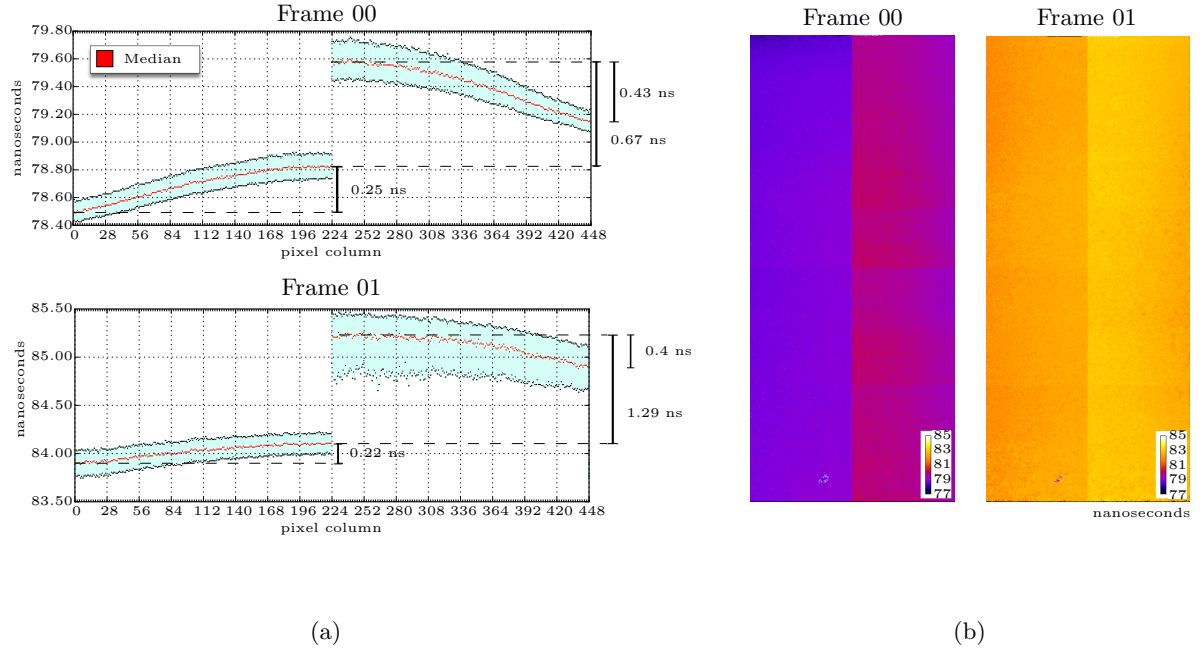 Frame 00
79.80
79.60
79.40
79.20
79.00
78.80
78.60
78.40
nanoseconds
Median
0.43 ns
0.67 ns
0.25 ns
0 28 56 84 112 140 168 196 224 252 280 308 336 364 392 420 448
pixel column
Frame 01
85.50
85.00
84.50
84.00
83.50
nanoseconds
0.4 ns
1.29 ns
0.22 ns
0 28 56 84 112 140 168 196 224 252 280 308 336 364 392 420 448
pixel column
(a)
Frame 00
85
83
81
79
77
Frame 01
85
83
81
79
77
nanoseconds
(b)